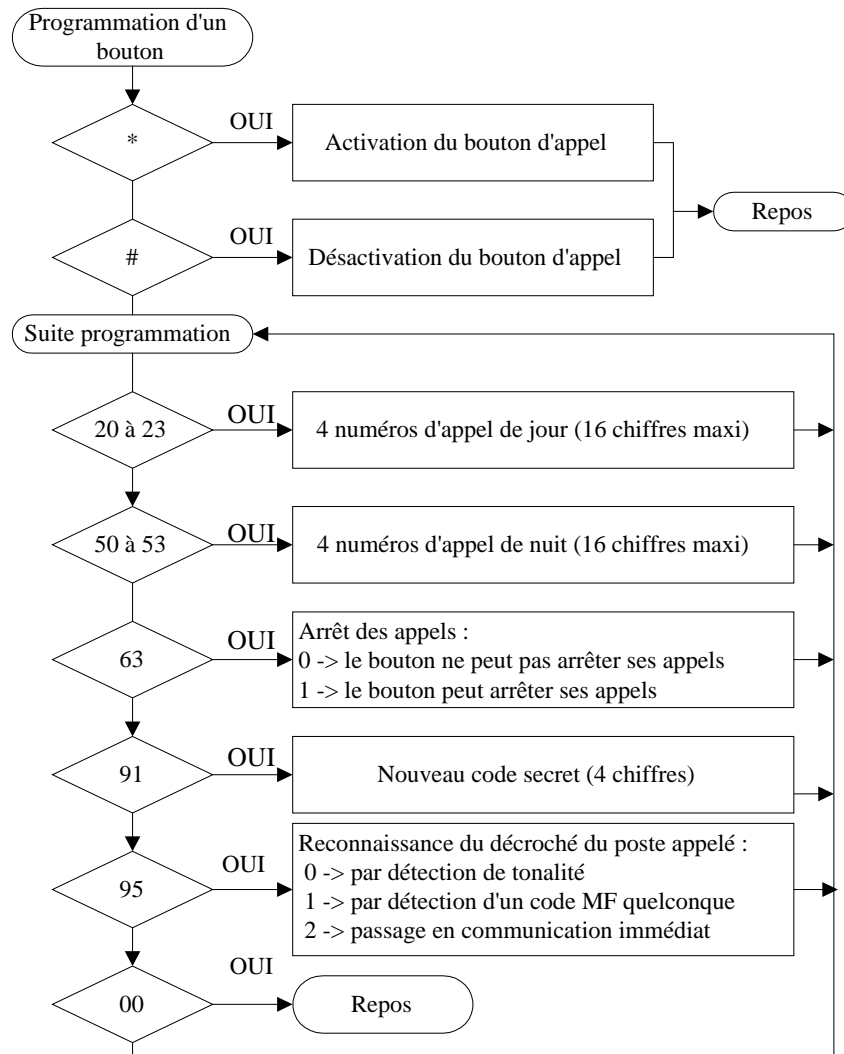 Programmation d'un
bouton
*
OUI
Activation du bouton d'appel
Repos
#
OUI
Désactivation du bouton d'appel
Suite programmation
20 à 23
OUI
4 numéros d'appel de jour (16 chiffres maxi)
50 à 53
OUI
4 numéros d'appel de nuit (16 chiffres maxi)
63
OUI
Arrêt des appels :
0 -> le bouton ne peut pas arrêter ses appels
1 -> le bouton peut arrêter ses appels
91
OUI
Nouveau code secret (4 chiffres)
95
OUI
Reconnaissance du décroché du poste appelé :
0 -> par détection de tonalité
1 -> par détection d'un code MF quelconque
2 -> passage en communication immédiat
00
OUI
Repos